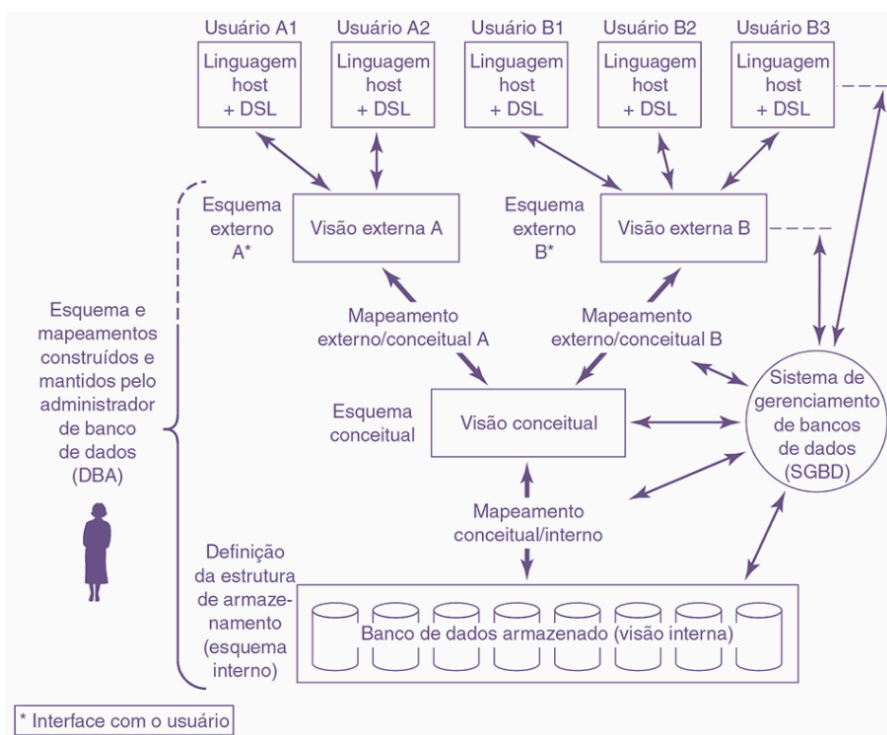 Usuário A1
Usuário A2
Usuário B1
Usuário B2
Usuário B3
Linguagem
host
+ DSL
Linguagem
host
+ DSL
Linguagem
host
+ DSL
Linguagem
host
+ DSL
Linguagem
host
+ DSL
Esquema
externo
A*
Visão externa A
Esquema
externo
B*
Visão externa B
Esquema e
mapeamentos
construídos e
mantidos pelo
administrador
de banco
de dados
(DBA)
Mapeamento
externo/conceitual A
Mapeamento
externo/conceitual B
Esquema
conceitual
Visão conceitual
Sistema de
gerenciamento
de bancos
de dados
(SGBD)
Mapeamento
conceitual/interno
Definição
da estrutura
de armaze-
namento
(esquema
interno)
Banco de dados armazenado (visão interna)
* Interface com o usuário